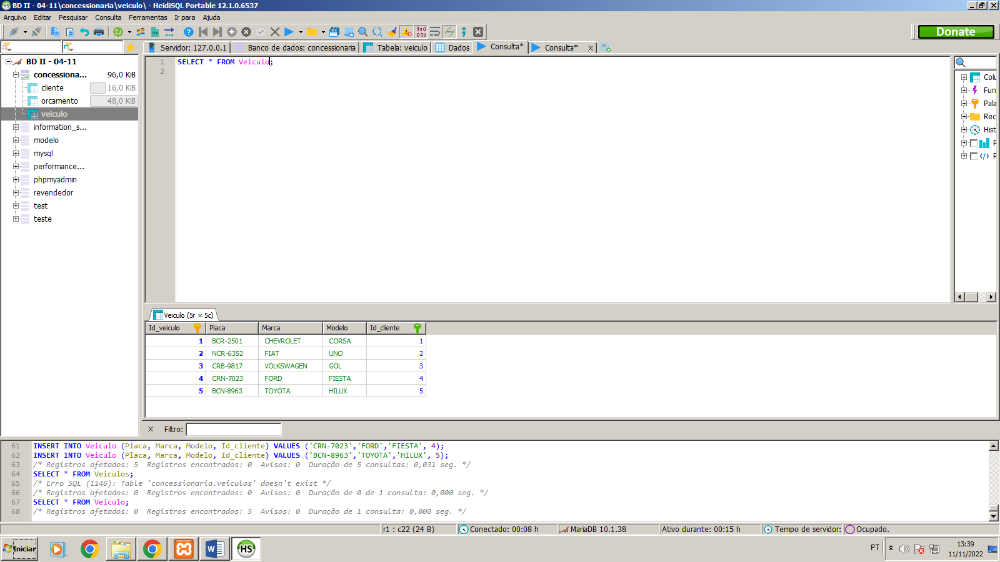 BD II - 04-11\concessionaria\veiculo\ - HeidiSQL Portable 12.1.0.6537
Arquivo Editar Pesquisar Consulta Ferramentas Ir para Ajuda
Donate
Servidor: 127.0.0.1 Banco de dados: concessionaria Tabela: veiculo Dados Consulta* Consulta*
BD II - 04-11
concessiona... 96,0 KiB
cliente 16,0 KiB
orcamento 48,0 KiB
veiculo
information_s...
modelo
mysql
performance...
phpmyadmin
revendedor
test
teste
1 SELECT * FROM Veiculo;
2
Colu
Fun
Pala
Rec
Hist
P
P
Veiculo (5r × 5c)
Id_veiculo Placa Marca Modelo Id_cliente
1 BCR-2501 CHEVROLET CORSA 1
2 NCR-6352 FIAT UNO 2
3 CRB-9817 VOLKSWAGEN GOL 3
4 CRN-7023 FORD FIESTA 4
5 BCN-8963 TOYOTA HILUX 5
Filtro:
61 INSERT INTO Veiculo (Placa, Marca, Modelo, Id_cliente) VALUES ('CRN-7023','FORD','FIESTA', 4);
62 INSERT INTO Veiculo (Placa, Marca, Modelo, Id_cliente) VALUES ('BCN-8963','TOYOTA','HILUX', 5);
63 /* Registros afetados: 5 Registros encontrados: 0 Avisos: 0 Duração de 5 consultas: 0,031 seg. */
64 SELECT * FROM Veiculos;
65 /* Erro SQL (1146): Table 'concessionaria.veiculos' doesn't exist */
66 /* Registros afetados: 0 Registros encontrados: 0 Avisos: 0 Duração de 0 de 1 consulta: 0,000 seg. */
67 SELECT * FROM Veiculo;
68 /* Registros afetados: 0 Registros encontrados: 5 Avisos: 0 Duração de 1 consulta: 0,000 seg. */
r1 : c22 (24 B) Conectado: 00:08 h MariaDB 10.1.38 Ativo durante: 00:15 h Tempo de servidor: Ocupado.
Iniciar
HS
PT
13:39
11/11/2022